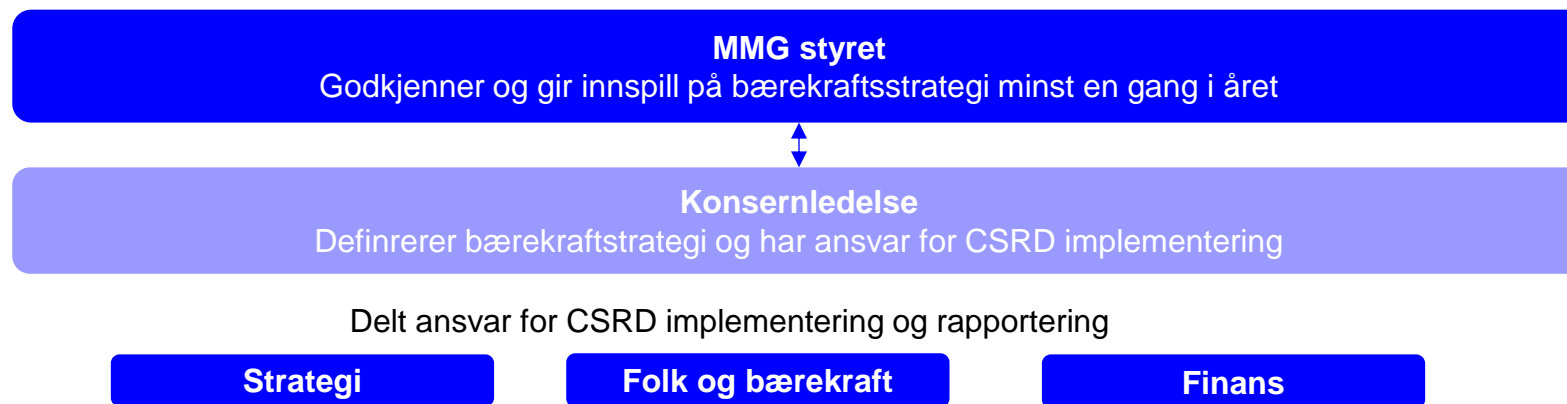 MMG styret
Godkjenner og gir innspill på bærekraftsstrategi minst en gang i året
Konsernledelse
Definrerer bærekraftstrategi og har ansvar for CSRD implementering
Delt ansvar for CSRD implementering og rapportering
Strategi
Folk og bærekraft
Finans